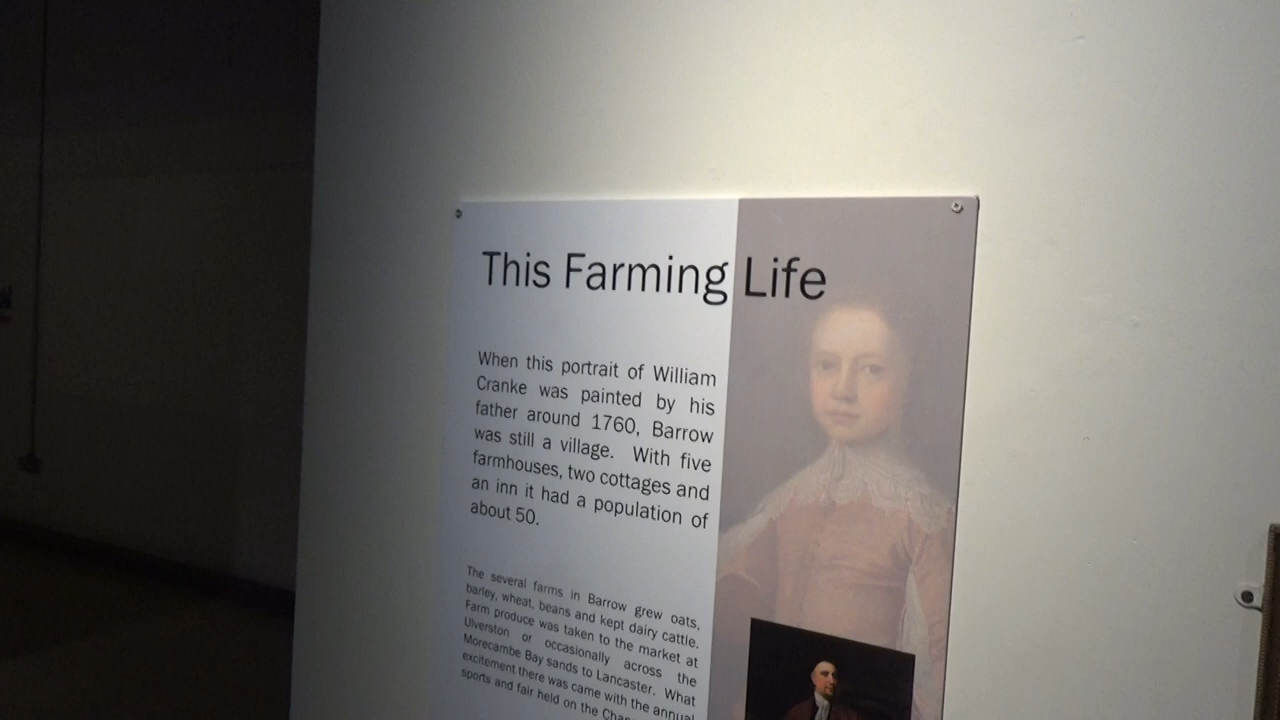 This Farming Life
When this portrait of William
Cranke was painted by his
father around 1760, Barrow
was still a village. With five
farmhouses, two cottages and
an inn it had a population of
about 50.
The several farms in Barrow grew oats,
barley, wheat, beans and kept dairy cattle.
Farm produce was taken to the market at
Ulverston or occasionally across the
Morecambe Bay sands to Lancaster. What
excitement there was came with the annual
sports and fair held on the